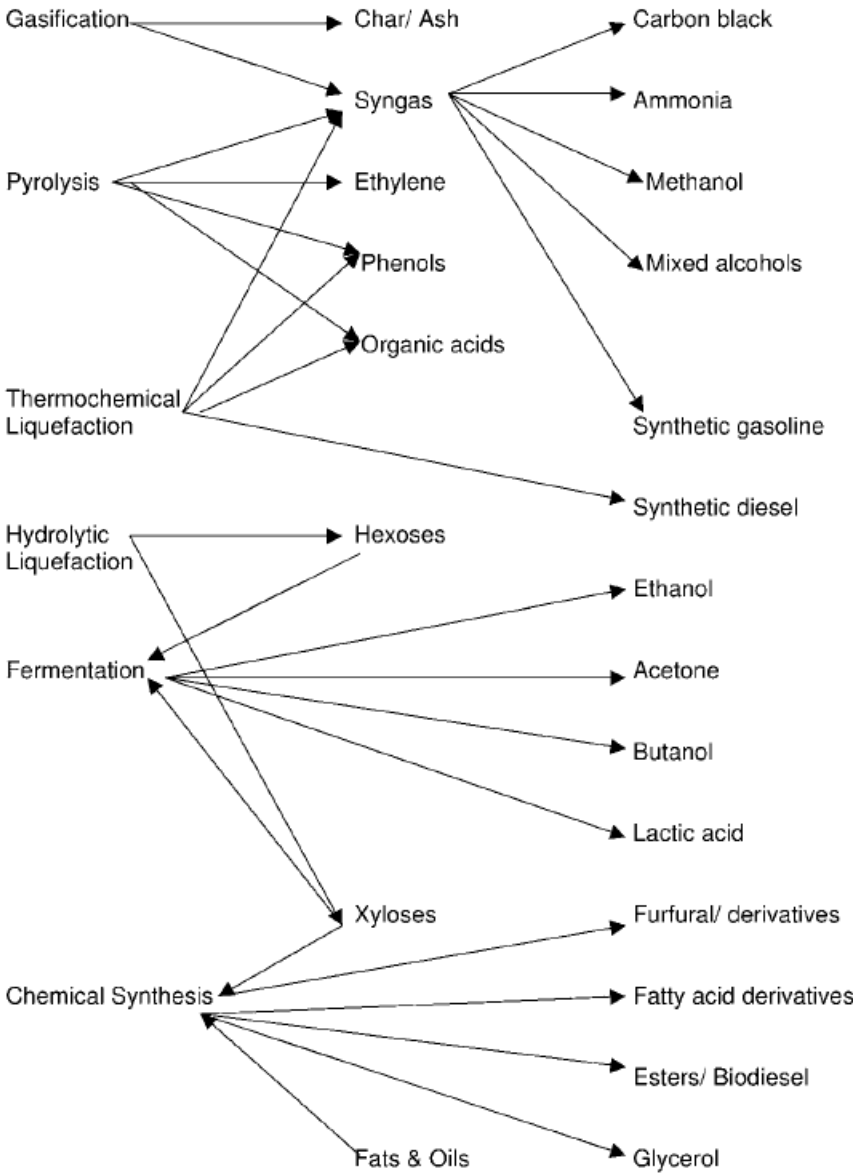 Gasification
Char/ Ash
Carbon black
Syngas
Ammonia
Pyrolysis
Ethylene
Methanol
Phenols
Mixed alcohols
Organic acids
Thermochemical
Liquefaction
Synthetic gasoline
Synthetic diesel
Hydrolytic
Liquefaction
Hexoses
Ethanol
Fermentation
Acetone
Butanol
Lactic acid
Xyloses
Furfural/ derivatives
Chemical Synthesis
Fatty acid derivatives
Esters/ Biodiesel
Fats & Oils
Glycerol